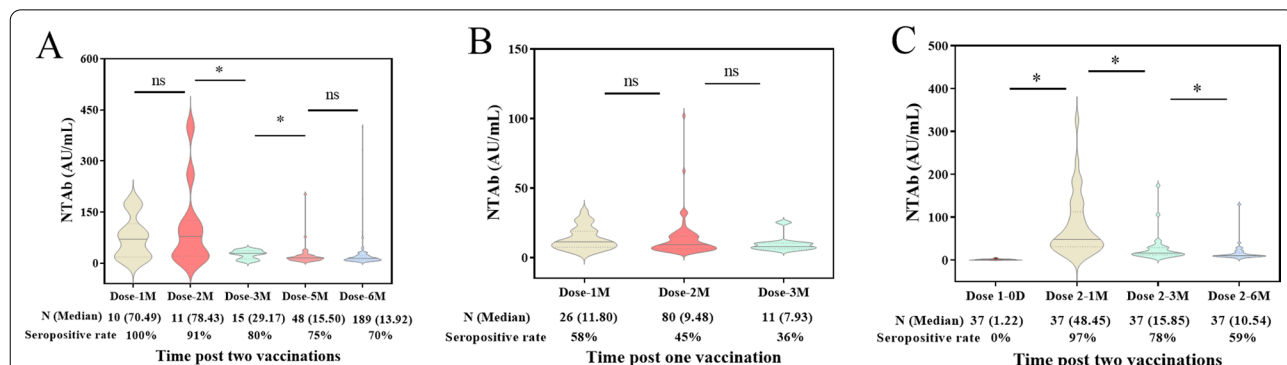 A
600
450
300
150
0
NTAb (AU/mL)
ns
*
*
ns
Dose-1M Dose-2M Dose-3M Dose-5M Dose-6M
N (Median) 10 (70.49) 11 (78.43) 15 (29.17) 48 (15.50) 189 (13.92)
Seropositive rate 100% 91% 80% 75% 70%
Time post two vaccinations
B
150
100
50
0
NTAb (AU/mL)
ns
ns
Dose-1M Dose-2M Dose-3M
N (Median) 26 (11.80) 80 (9.48) 11 (7.93)
Seropositive rate 58% 45% 36%
Time post one vaccination
C
500
400
300
200
100
0
NTAb (AU/mL)
*
*
*
Dose 1-0D Dose 2-1M Dose 2-3M Dose 2-6M
N (Median) 37 (1.22) 37 (48.45) 37 (15.85) 37 (10.54)
Seropositive rate 0% 97% 78% 59%
Time post two vaccinations